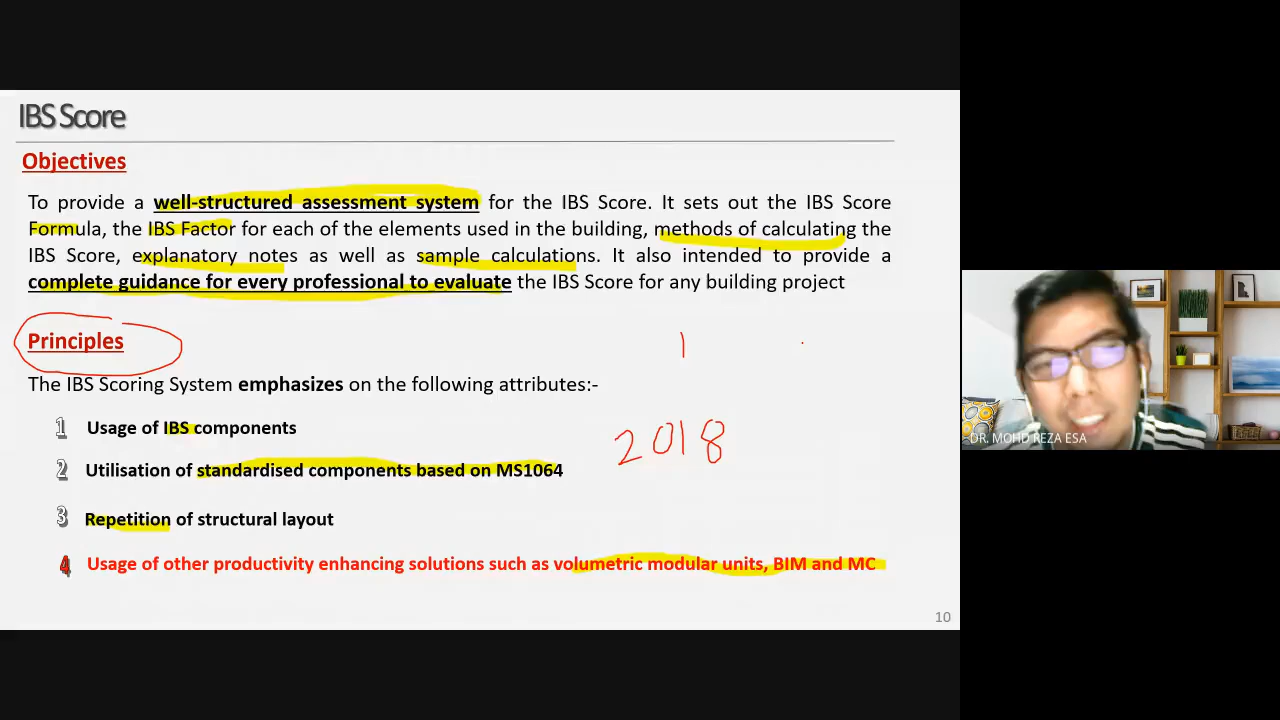 IBS Score
Objectives
To provide a well-structured assessment system for the IBS Score. It sets out the IBS Score
Formula, the IBS Factor for each of the elements used in the building, methods of calculating the
IBS Score, explanatory notes as well as sample calculations. It also intended to provide a
complete guidance for every professional to evaluate the IBS Score for any building project
Principles
1
The IBS Scoring System emphasizes on the following attributes:-
1 Usage of IBS components
2018
2 Utilisation of standardised components based on MS1064
3 Repetition of structural layout
4 Usage of other productivity enhancing solutions such as volumetric modular units, BIM and MC
10
DR. MOHD REZA ESA